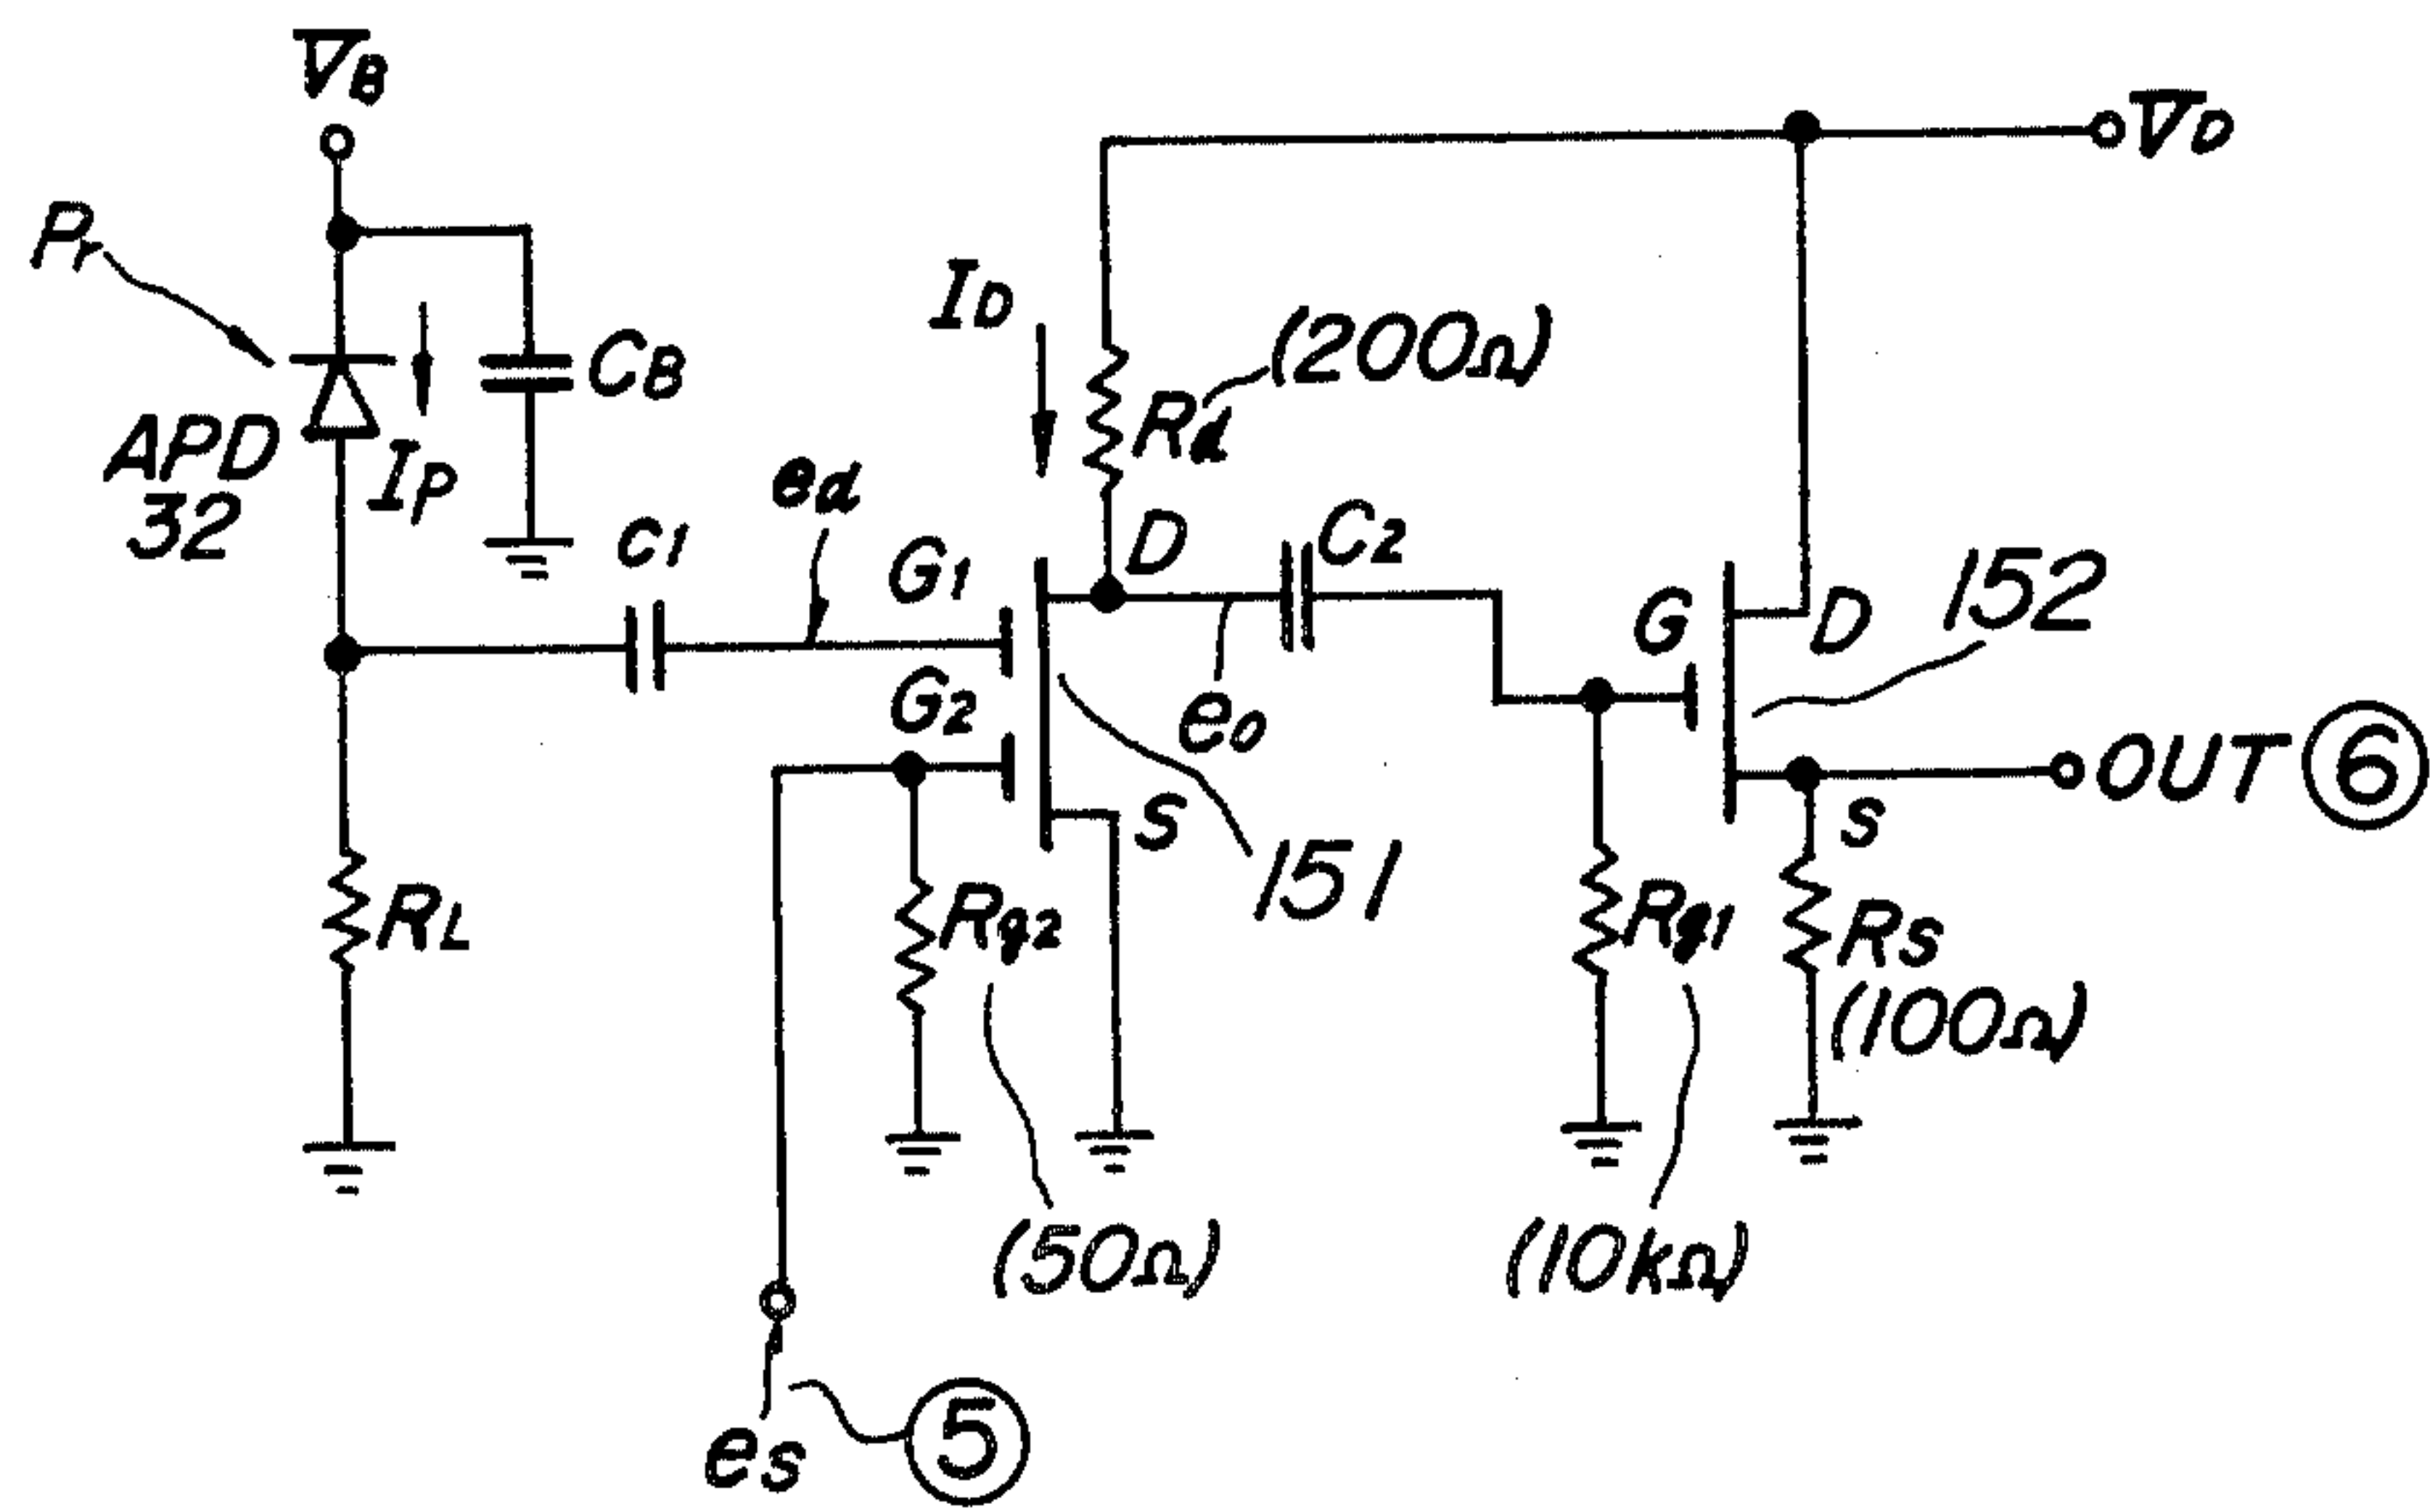 VB
VD
Pr
ID
(200Ω)
CB
Rd
APD
32
IP
ed
C1
G1
D
C2
152
G
D
G2
eo
OUT ⑥
S
S
151
RL
Rg2
Rg1
RS
(100Ω)
(50Ω)
(10kΩ)
es
⑤